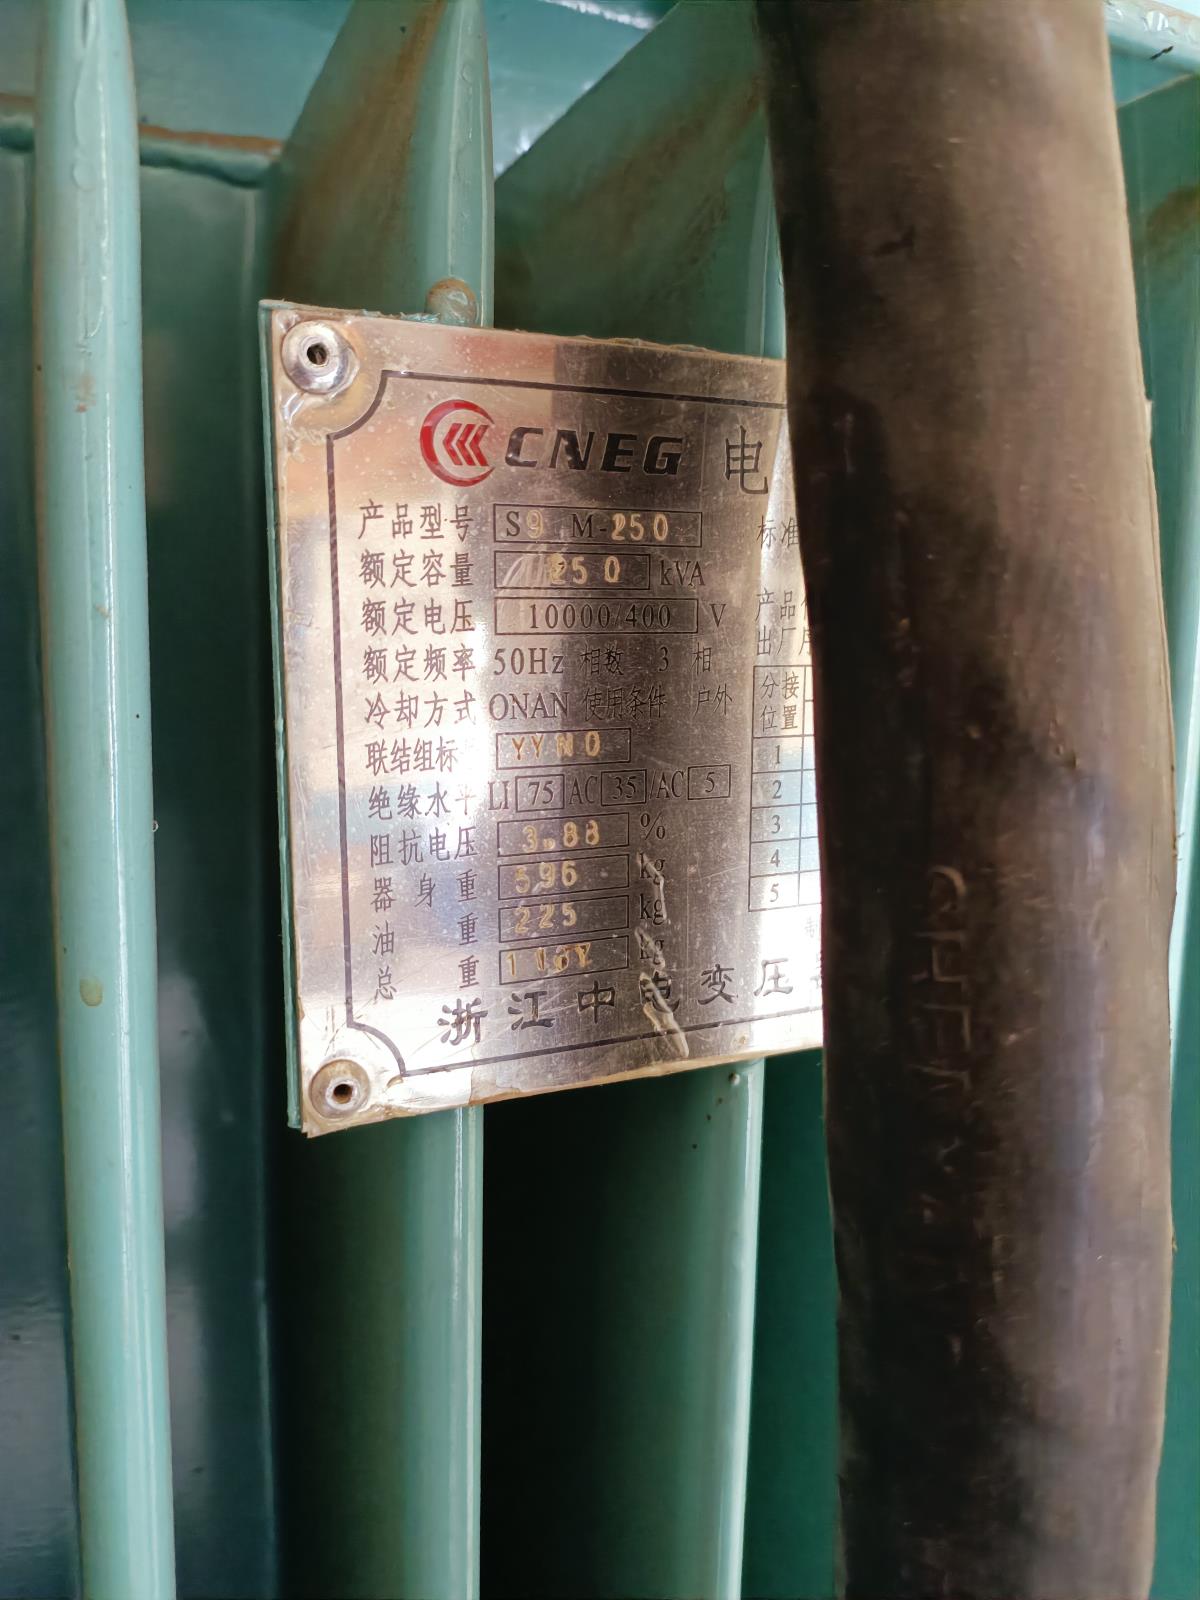 CNEG 电
产品型号 S9 M-250 标准
额定容量 250 kVA
额定电压 10000/400 V 产品
额定频率 50Hz 相数 3 相 出厂
冷却方式 ONAN 使用条件 户外 分接
位置
联结组标 YYN0 1
绝缘水平 LI 75 AC 35 /AC 5 2
阻抗电压 3.88 % 3
器身重 596 kg 4
油重 225 kg 5
总重 kg
浙江中电变压